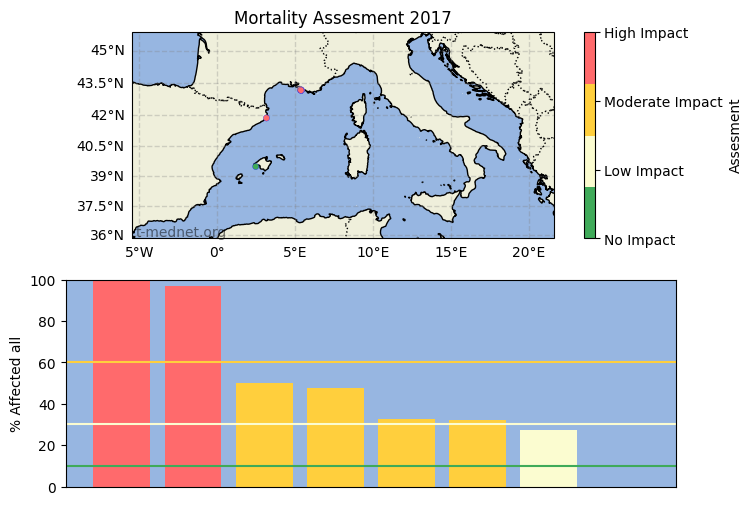 Mortality Assesment 2017
45°N
43.5°N
42°N
40.5°N
39°N
37.5°N
36°N
t-mednet.org
5°W
0°
5°E
10°E
15°E
20°E
High Impact
Moderate Impact
Low Impact
No Impact
Assesment
100
80
60
40
20
0
% Affected all